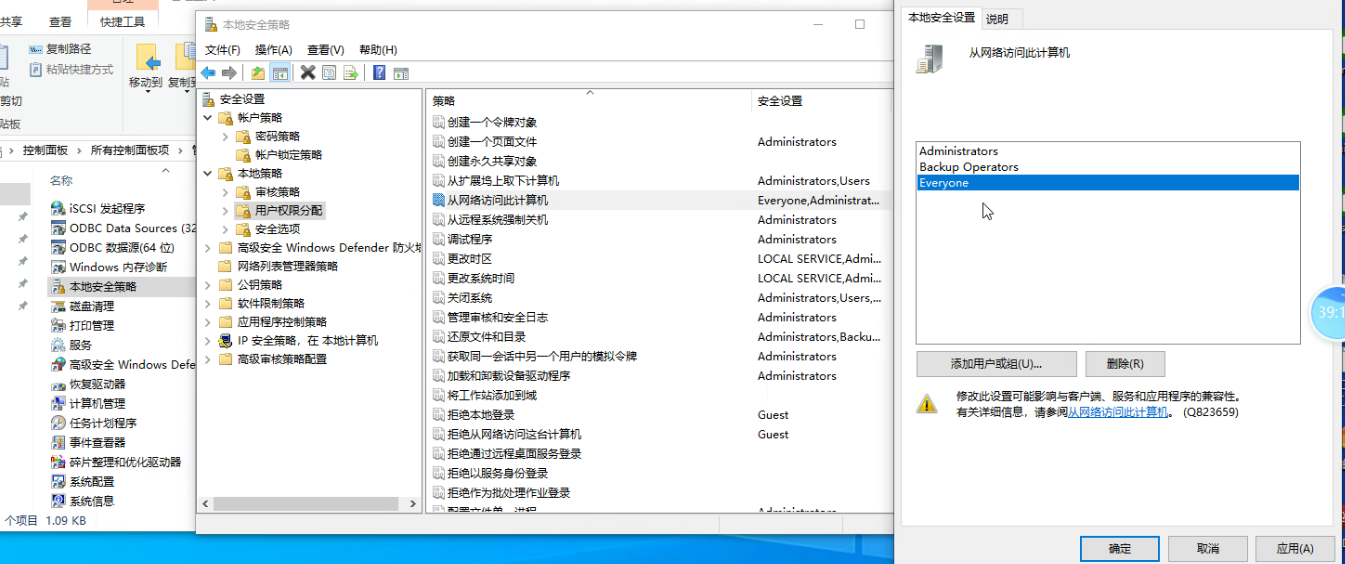 共享
查看
快捷工具
复制路径
粘贴快捷方式
剪切
移动到
控制面板
所有控制面板项
名称
iSCSI 发起程序
ODBC Data Sources (32
ODBC 数据源(64 位)
Windows 内存诊断
本地安全策略
磁盘清理
打印管理
服务
高级安全 Windows Defe
恢复驱动器
计算机管理
任务计划程序
事件查看器
碎片整理和优化驱动器
系统配置
系统信息
个项目 1.09 KB
本地安全策略
文件(F) 操作(A) 查看(V) 帮助(H)
安全设置
帐户策略
密码策略
帐户锁定策略
本地策略
审核策略
用户权限分配
安全选项
高级安全 Windows Defender 防火墙
网络列表管理器策略
公钥策略
软件限制策略
应用程序控制策略
IP 安全策略，在 本地计算机
高级审核策略配置
策略 安全设置
创建一个令牌对象
创建一个页面文件 Administrators
创建永久共享对象
从扩展坞上取下计算机 Administrators,Users
从网络访问此计算机 Everyone,Administrat...
从远程系统强制关机 Administrators
调试程序 Administrators
更改时区 LOCAL SERVICE,Admi...
更改系统时间 LOCAL SERVICE,Admi...
关闭系统 Administrators,Users,...
管理审核和安全日志 Administrators
还原文件和目录 Administrators,Backu...
获取同一会话中另一个用户的模拟令牌 Administrators
加载和卸载设备驱动程序 Administrators
将工作站添加到域
拒绝本地登录 Guest
拒绝从网络访问这台计算机 Guest
拒绝通过远程桌面服务登录
拒绝以服务身份登录
拒绝作为批处理作业登录
配置文件单一进程 Administrators
本地安全设置 说明
从网络访问此计算机
Administrators
Backup Operators
Everyone
添加用户或组(U)... 删除(R)
修改此设置可能影响与客户端、服务和应用程序的兼容性。
有关详细信息，请参阅从网络访问此计算机。 (Q823659)
确定 取消 应用(A)